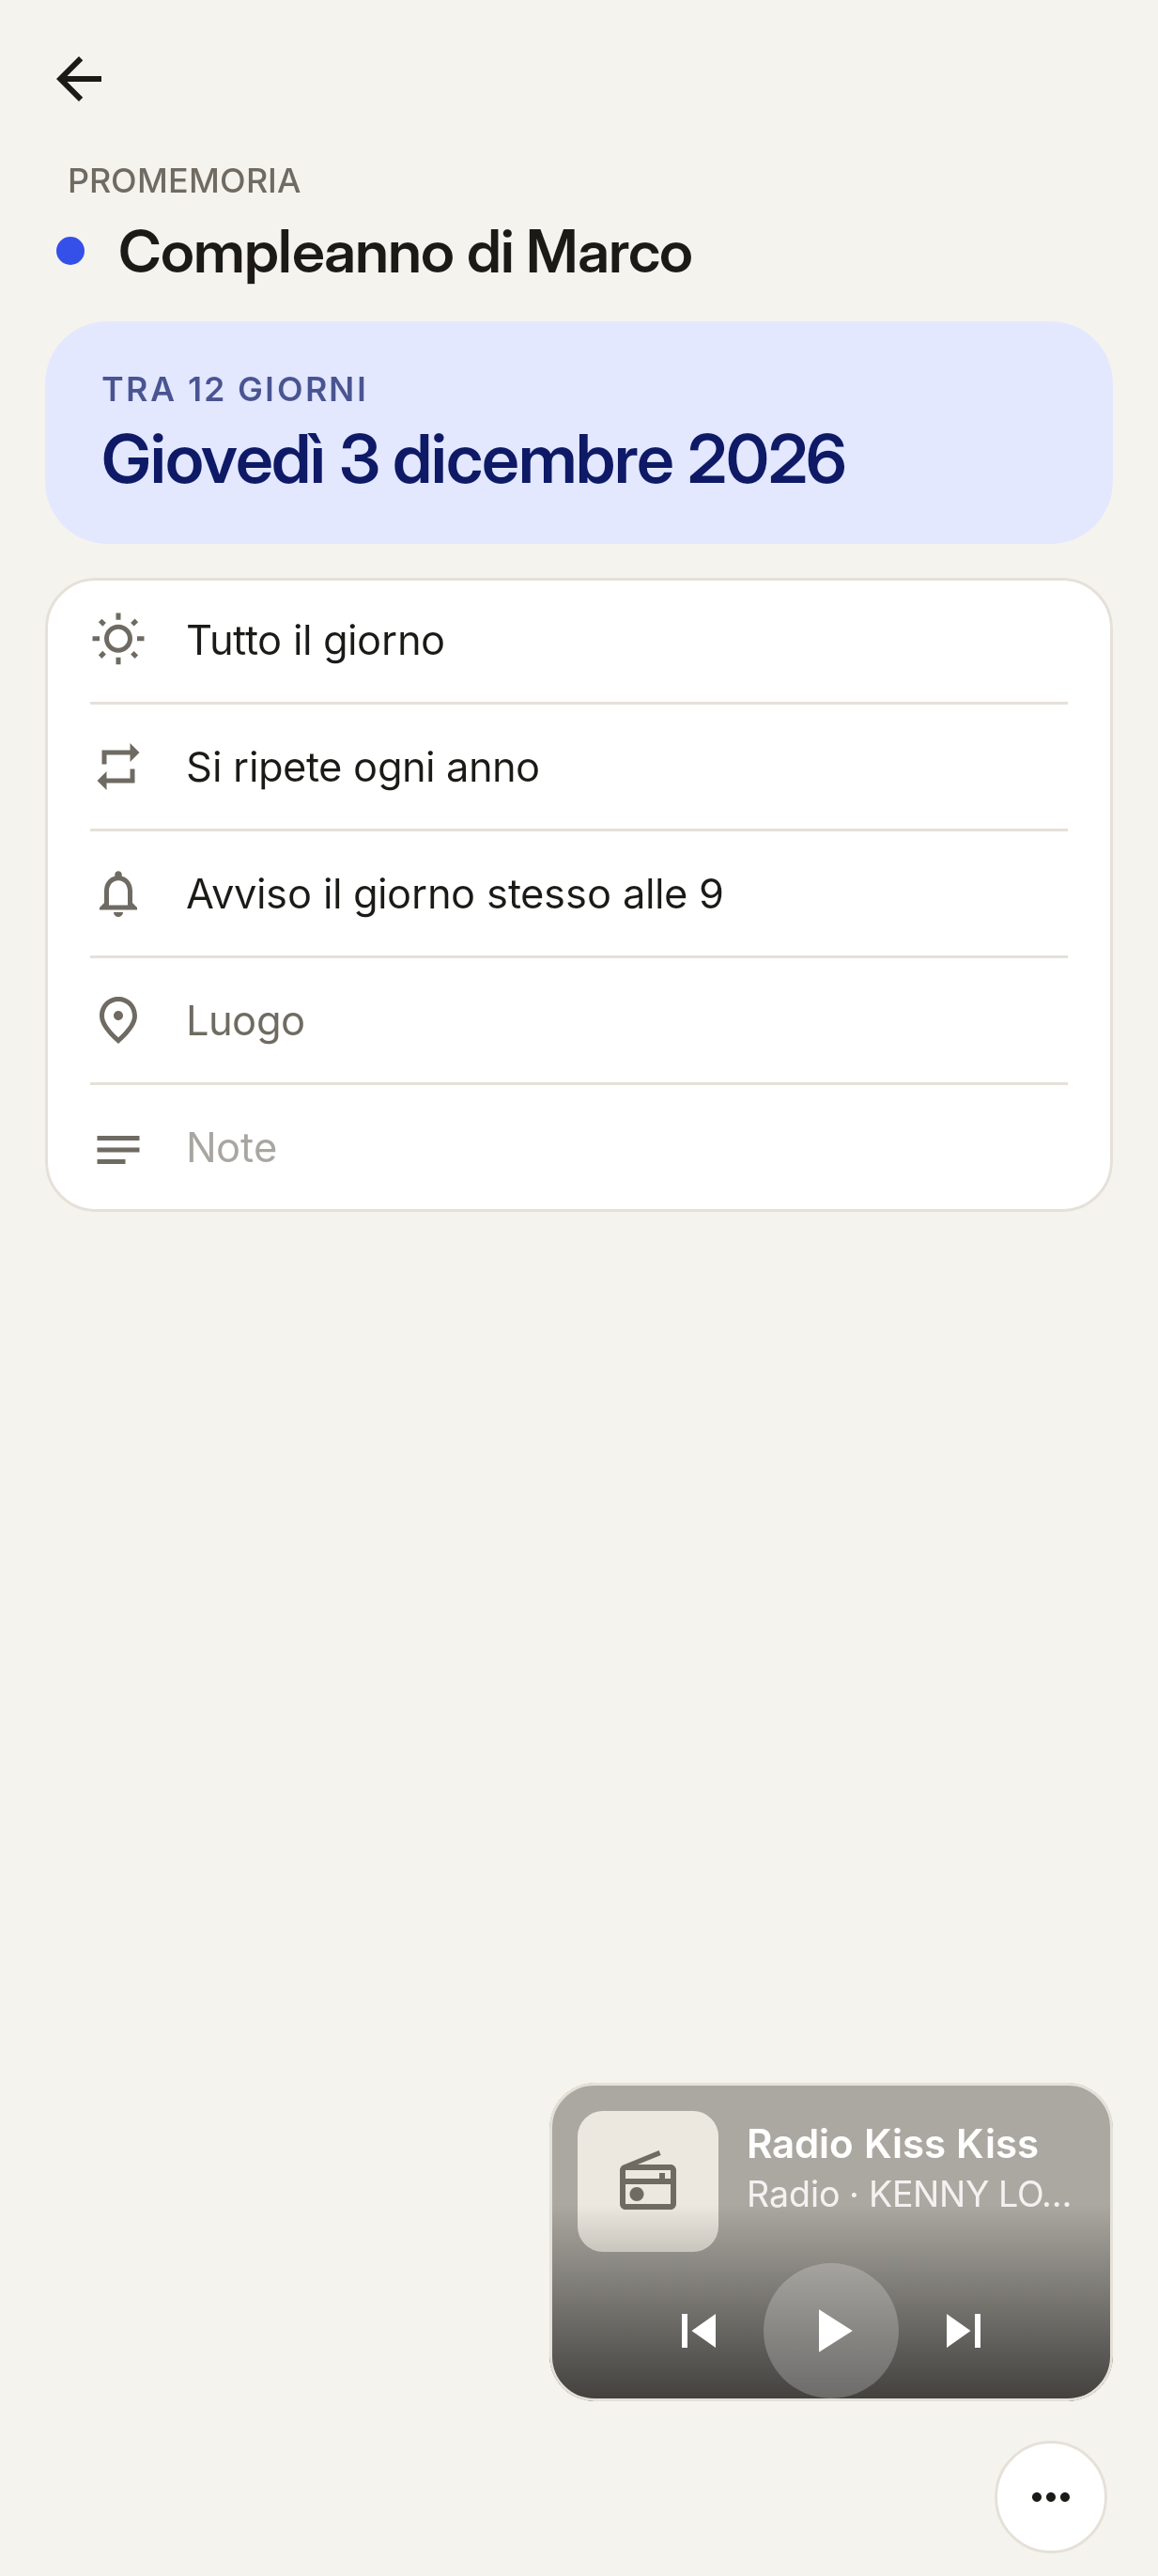 PROMEMORIA
Compleanno di Marco
TRA 12 GIORNI
Giovedì 3 dicembre 2026
Tutto il giorno
Si ripete ogni anno
Avviso il giorno stesso alle 9
Luogo
Note
Radio Kiss Kiss
Radio · KENNY LO...